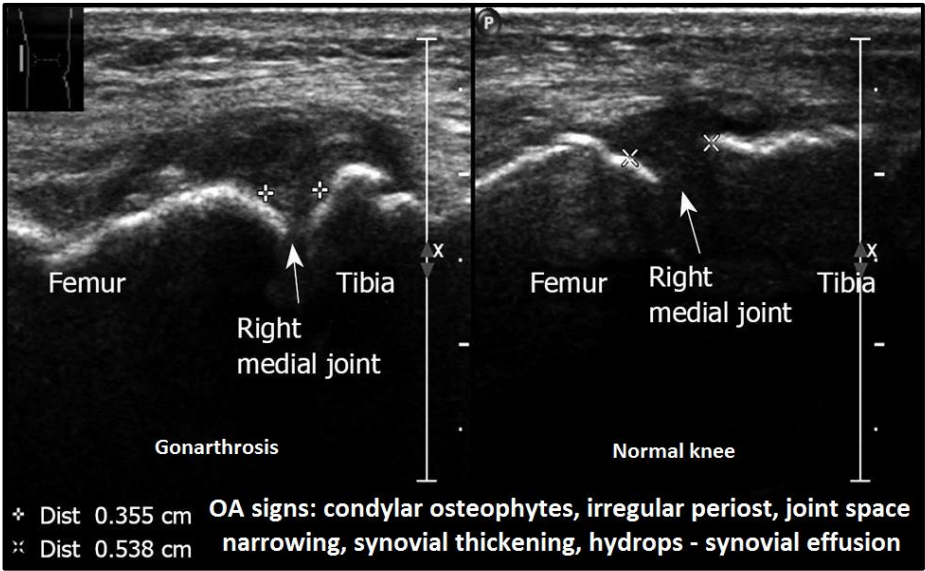 P
X
X
Femur
Tibia
Right
medial joint
Femur
Right
medial joint
Tibia
Gonarthrosis
Normal knee
Dist 0.355 cm
Dist 0.538 cm
OA signs: condylar osteophytes, irregular periost, joint space
narrowing, synovial thickening, hydrops - synovial effusion